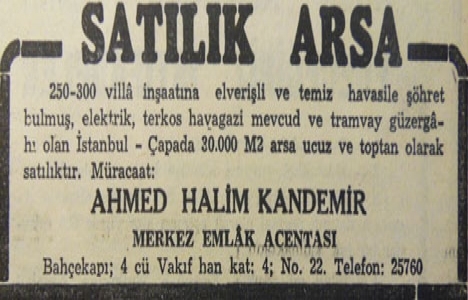 SATILIK ARSA
250-300 villâ inşaatına elverişli ve temiz havasile şöhret
bulmuş, elektrik, terkos havagazi mevcud ve tramvay güzergâ-
hı olan İstanbul - Çapada 30.000 M2 arsa ucuz ve toptan olarak
satılıktır. Müracaat:
AHMED HALİM KANDEMİR
MERKEZ EMLÂK ACENTASI
Bahçekapı; 4 cü Vakıf han kat: 4; No. 22. Telefon: 25760